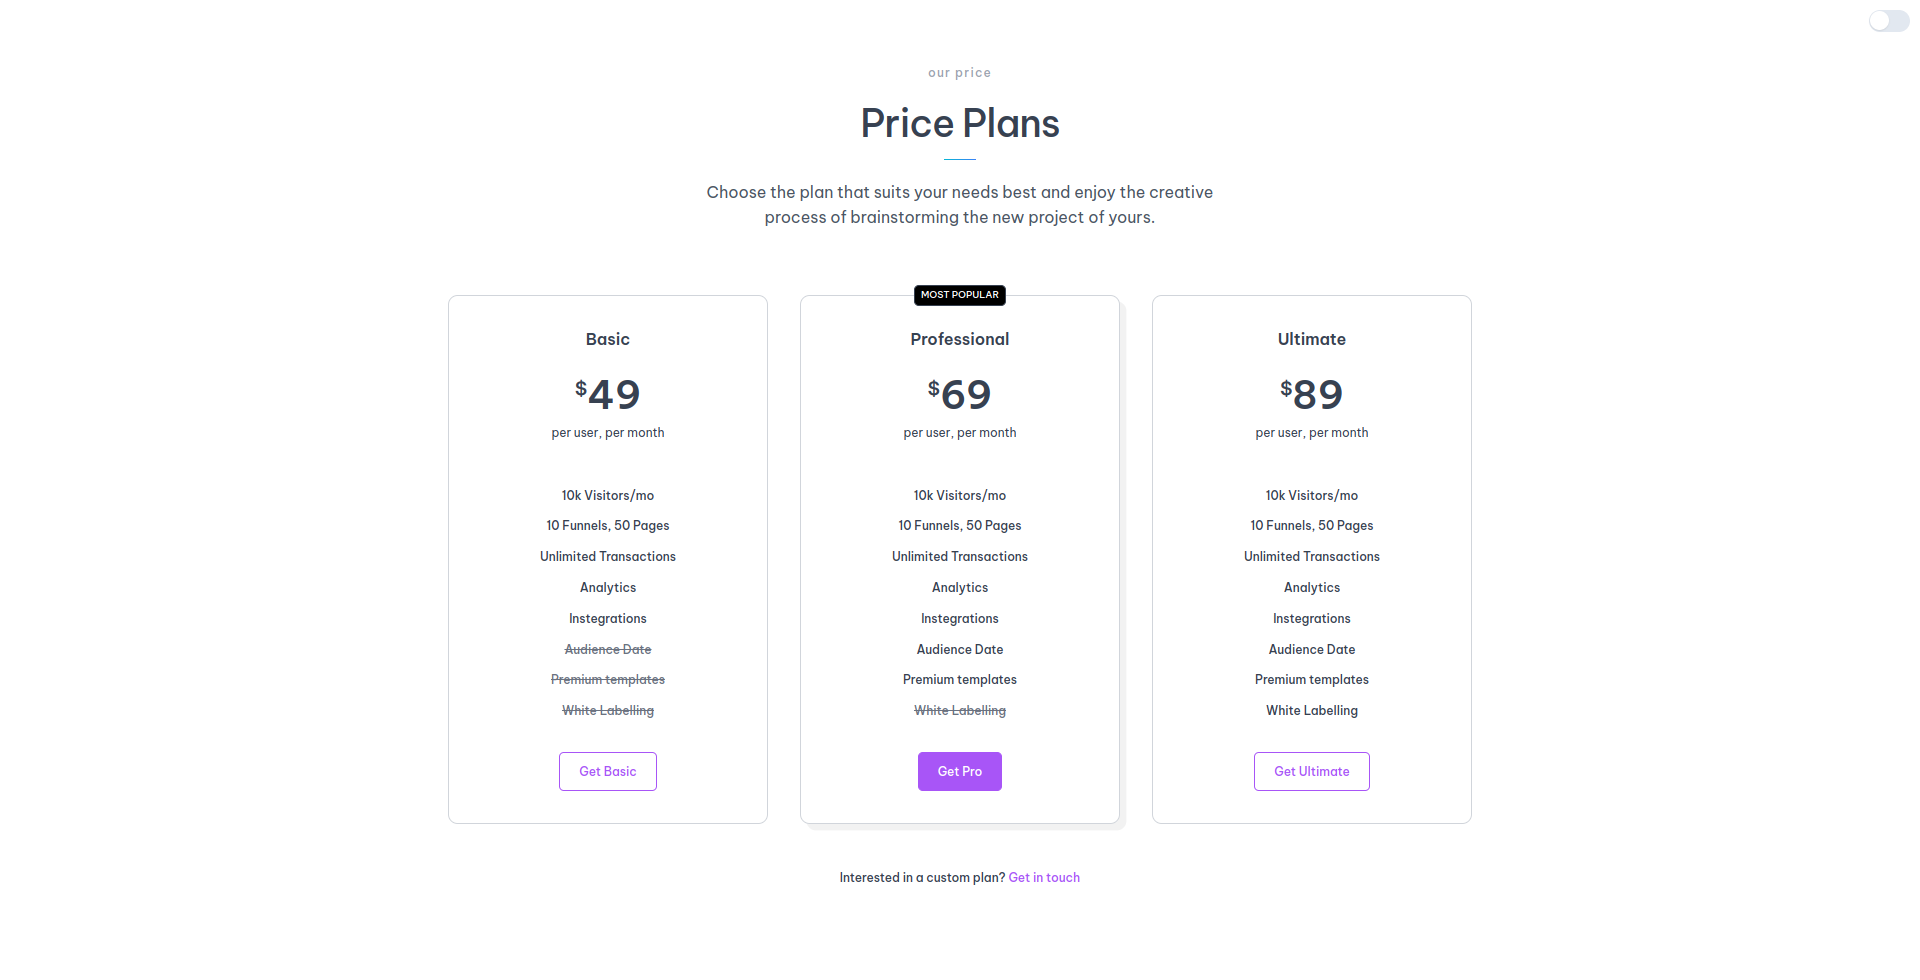 our price
Price Plans
Choose the plan that suits your needs best and enjoy the creative
process of brainstorming the new project of yours.
Basic
$49
per user, per month
10k Visitors/mo
10 Funnels, 50 Pages
Unlimited Transactions
Analytics
Instegrations
Audience Date
Premium templates
White Labelling
Get Basic
MOST POPULAR
Professional
$69
per user, per month
10k Visitors/mo
10 Funnels, 50 Pages
Unlimited Transactions
Analytics
Instegrations
Audience Date
Premium templates
White Labelling
Get Pro
Ultimate
$89
per user, per month
10k Visitors/mo
10 Funnels, 50 Pages
Unlimited Transactions
Analytics
Instegrations
Audience Date
Premium templates
White Labelling
Get Ultimate
Interested in a custom plan? Get in touch